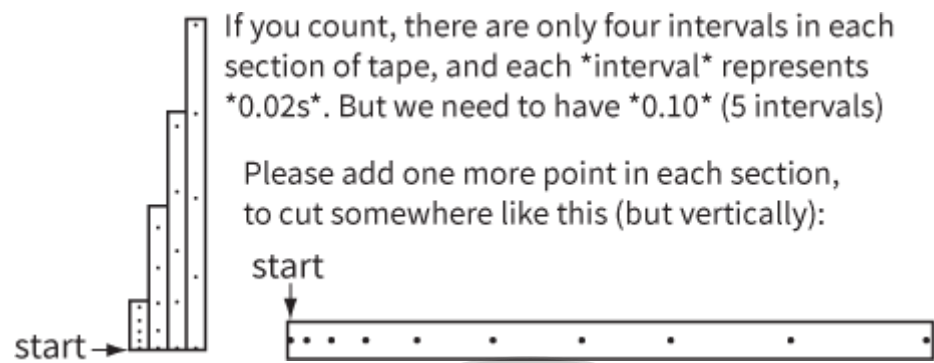 If you count, there are only four intervals in each
section of tape, and each *interval* represents
*0.02s*. But we need to have *0.10* (5 intervals)
Please add one more point in each section,
to cut somewhere like this (but vertically):
start
start